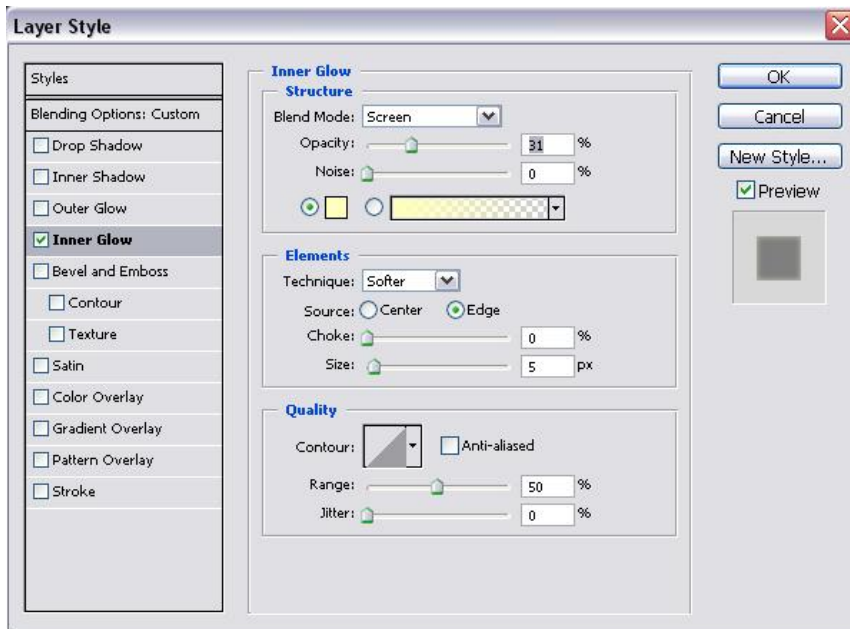 Layer Style
Styles
Blending Options: Custom
Drop Shadow
Inner Shadow
Outer Glow
Inner Glow
Bevel and Emboss
Contour
Texture
Satin
Color Overlay
Gradient Overlay
Pattern Overlay
Stroke
Inner Glow
Structure
Blend Mode: Screen
Opacity: 31 %
Noise: 0 %
Elements
Technique: Softer
Source: Center Edge
Choke: 0 %
Size: 5 px
Quality
Contour: Anti-aliased
Range: 50 %
Jitter: 0 %
OK
Cancel
New Style...
Preview